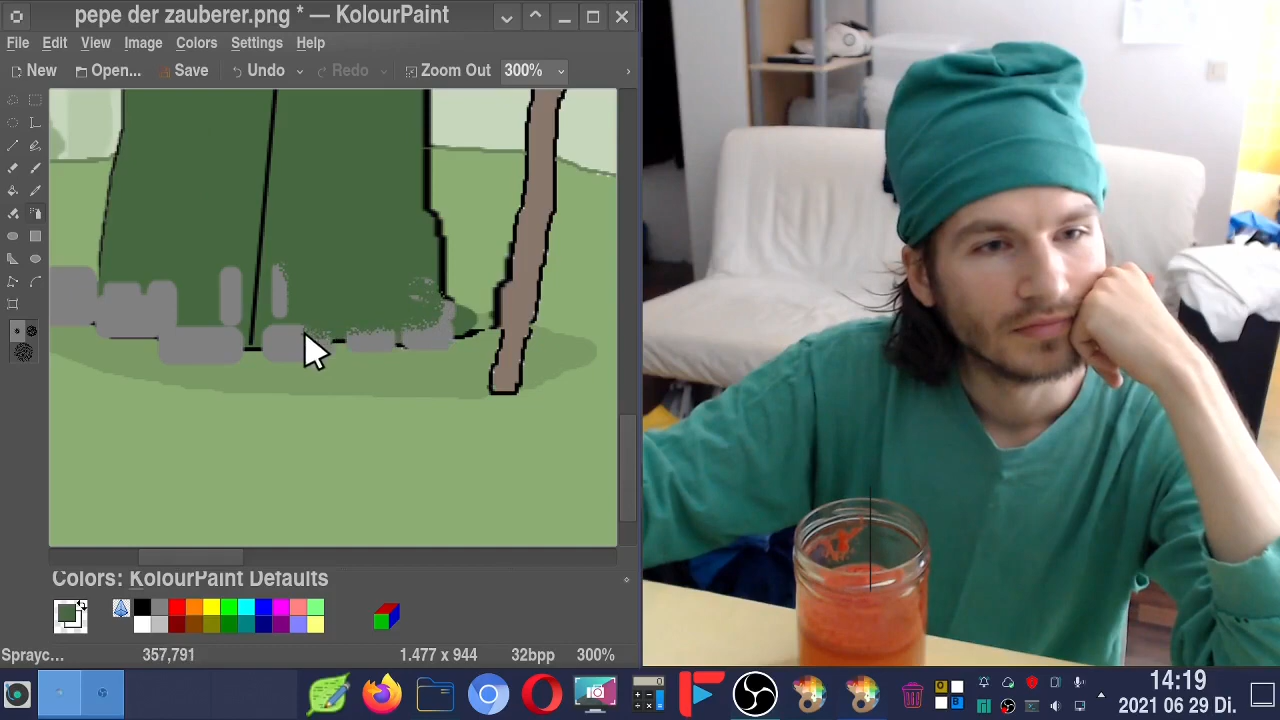 pepe der zauberer.png * — KolourPaint
File Edit View Image Colors Settings Help
New Open... Save Undo Redo Zoom Out 300%
Colors: KolourPaint Defaults
Sprayc... 357,791 1.477 x 944 32bpp 300%
14:19
2021 06 29 Di.